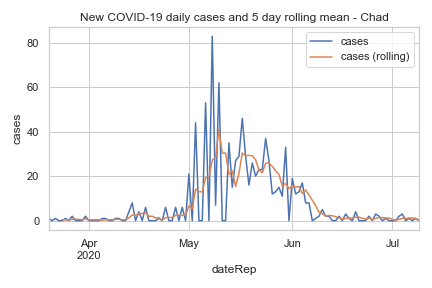 New COVID-19 daily cases and 5 day rolling mean - Chad
cases
cases (rolling)
80
60
40
20
0
cases
Apr
2020
May
Jun
Jul
dateRep